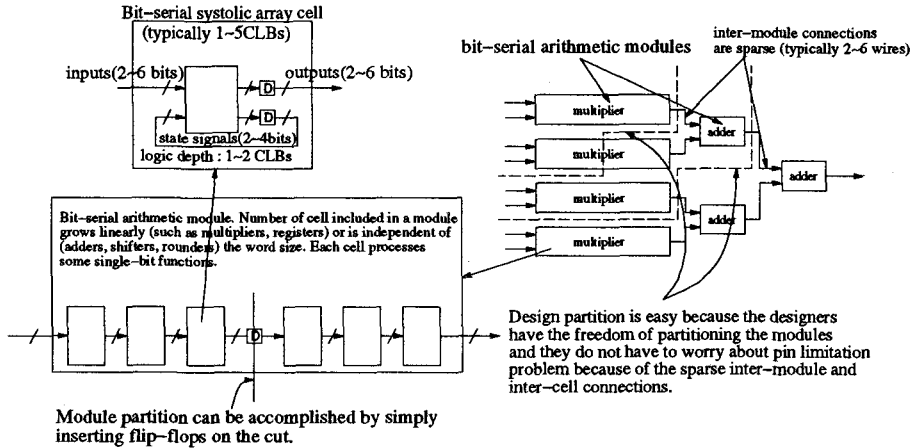 Bit-serial systolic array cell
(typically 1~5CLBs)
inputs(2~6 bits)
outputs(2~6 bits)
D
D
state signals(2~4bits)
logic depth : 1~2 CLBs
bit-serial arithmetic modules
inter-module connections
are sparse (typically 2~6 wires)
multiplier
adder
multiplier
adder
multiplier
adder
multiplier
Bit-serial arithmetic module. Number of cell included in a module
grows linearly (such as multipliers, registers) or is independent of
(adders, shifters, rounders) the word size. Each cell processes
some single-bit functions.
D
Design partition is easy because the designers
have the freedom of partitioning the modules
and they do not have to worry about pin limitation
problem because of the sparse inter-module and
inter-cell connections.
Module partition can be accomplished by simply
inserting flip-flops on the cut.